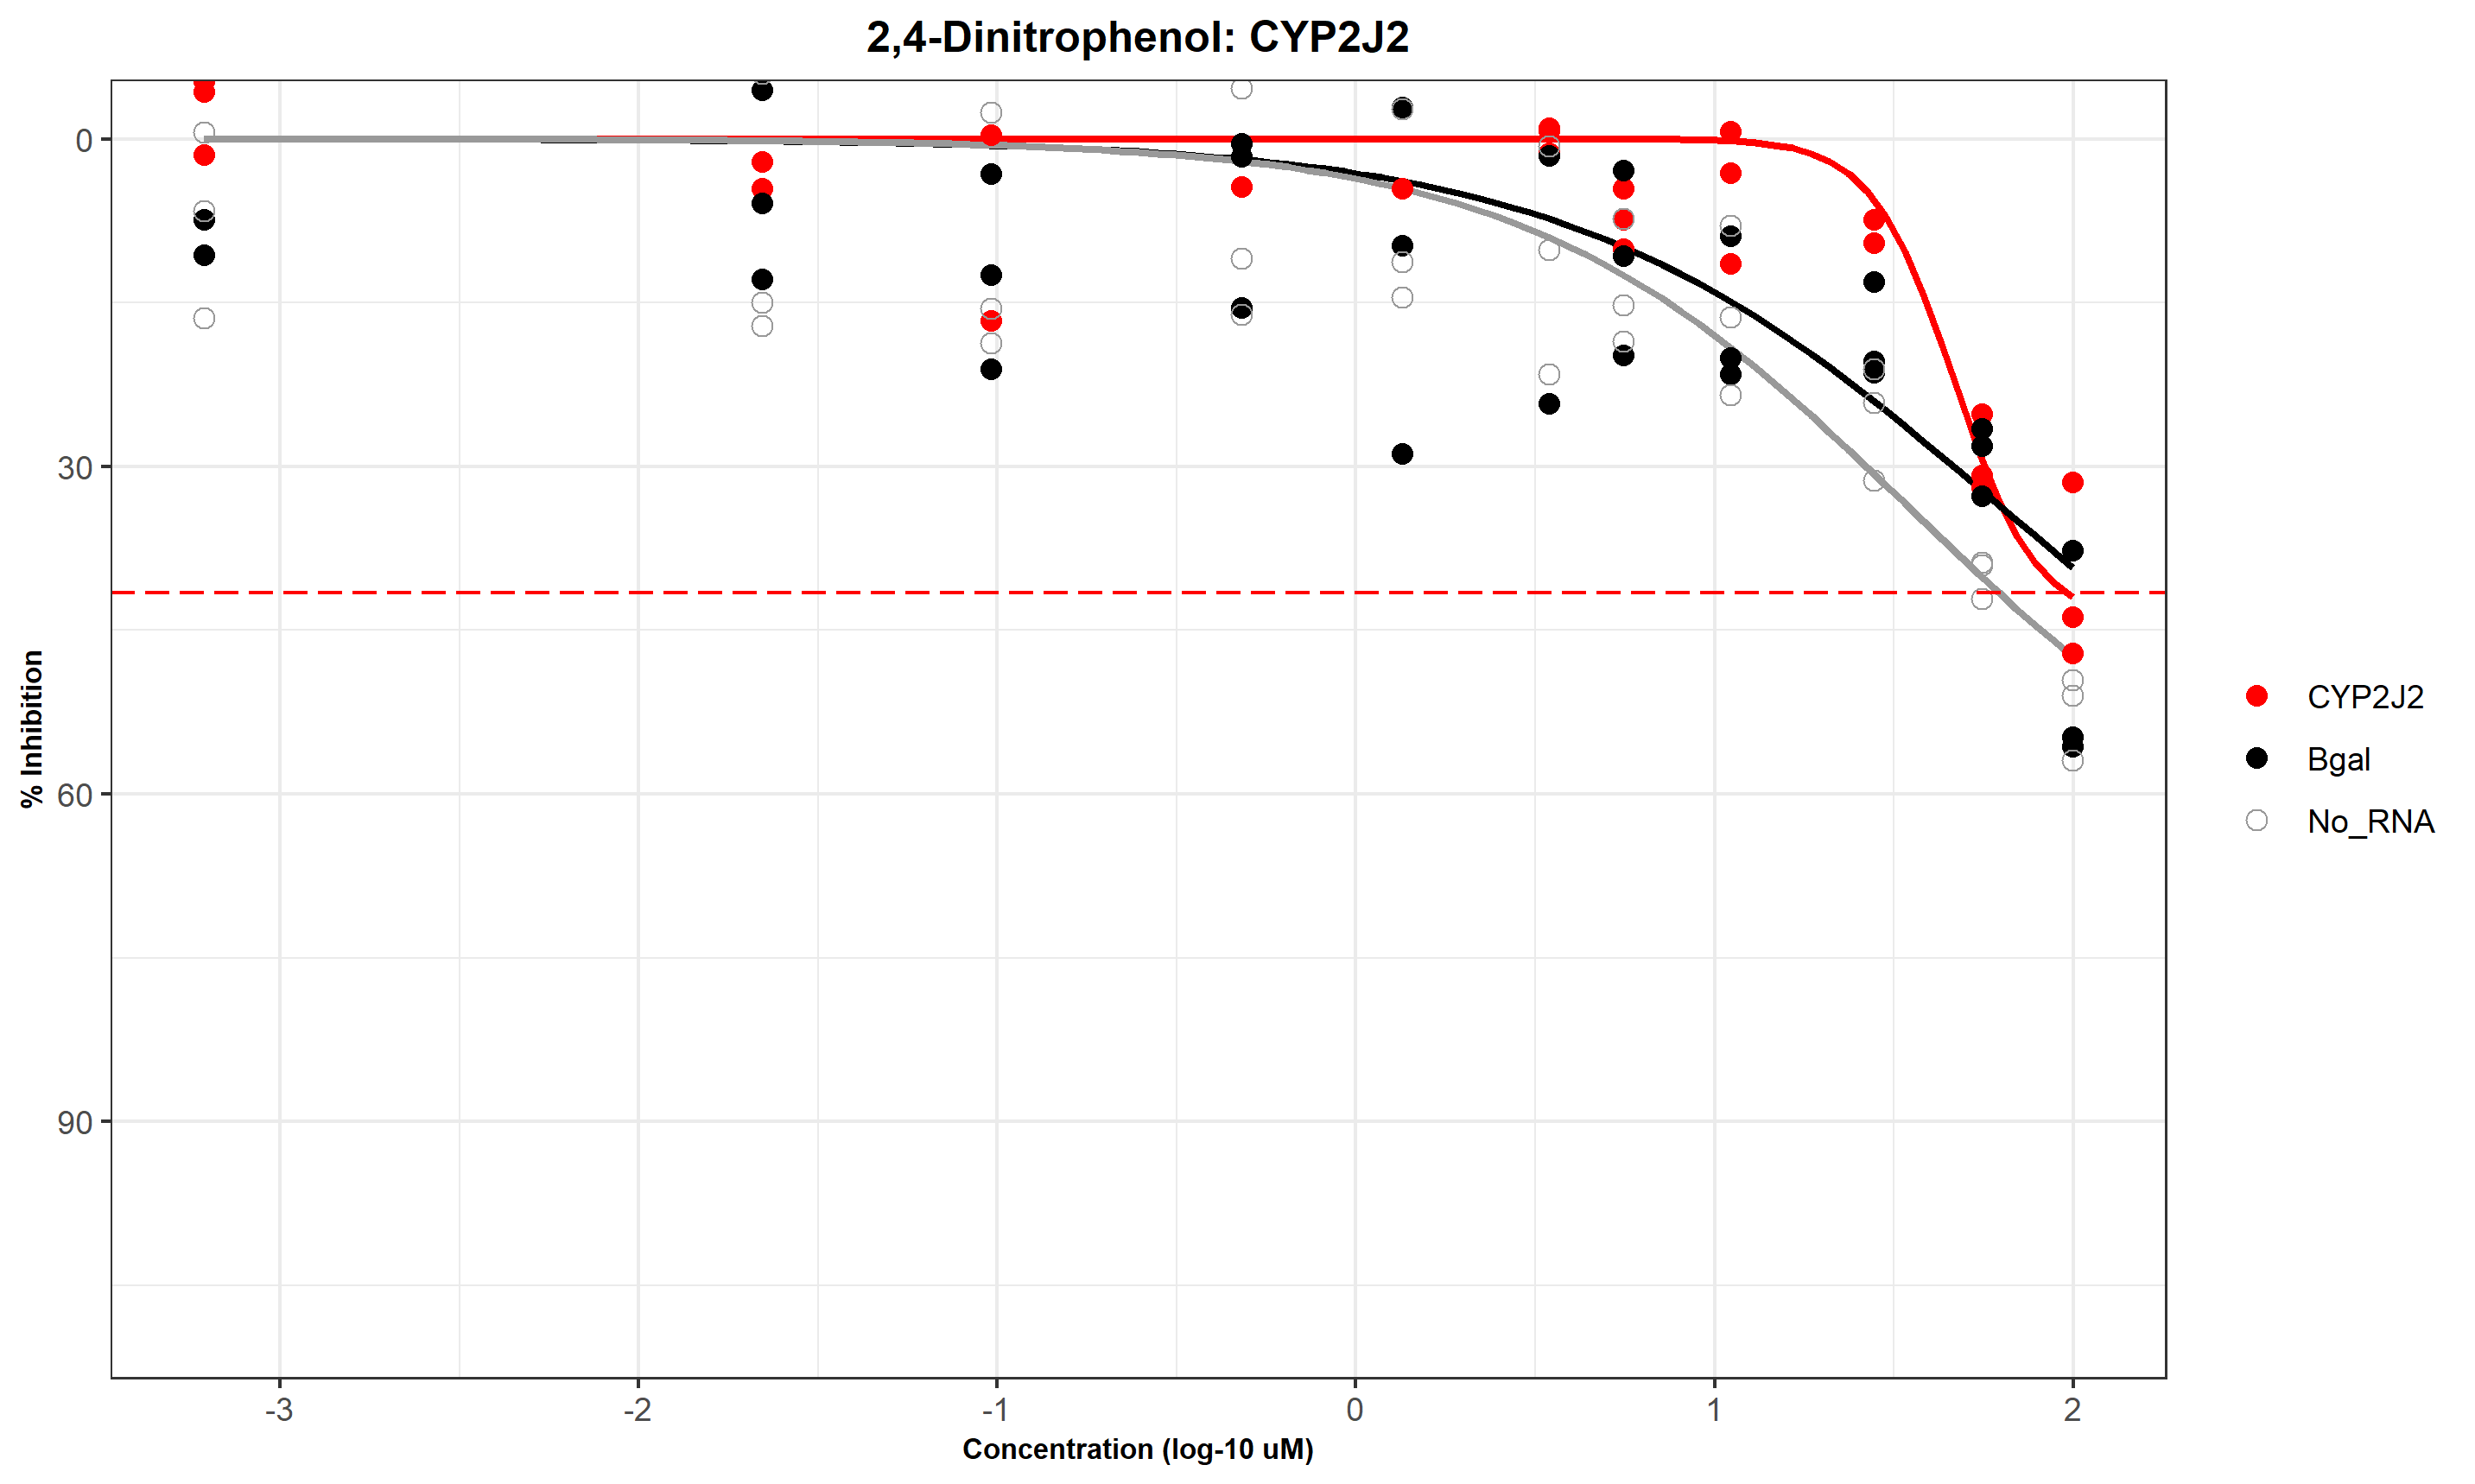 2,4-Dinitrophenol: CYP2J2
% Inhibition
0
30
60
90
-3
-2
-1
0
1
2
Concentration (log-10 uM)
CYP2J2
Bgal
No_RNA